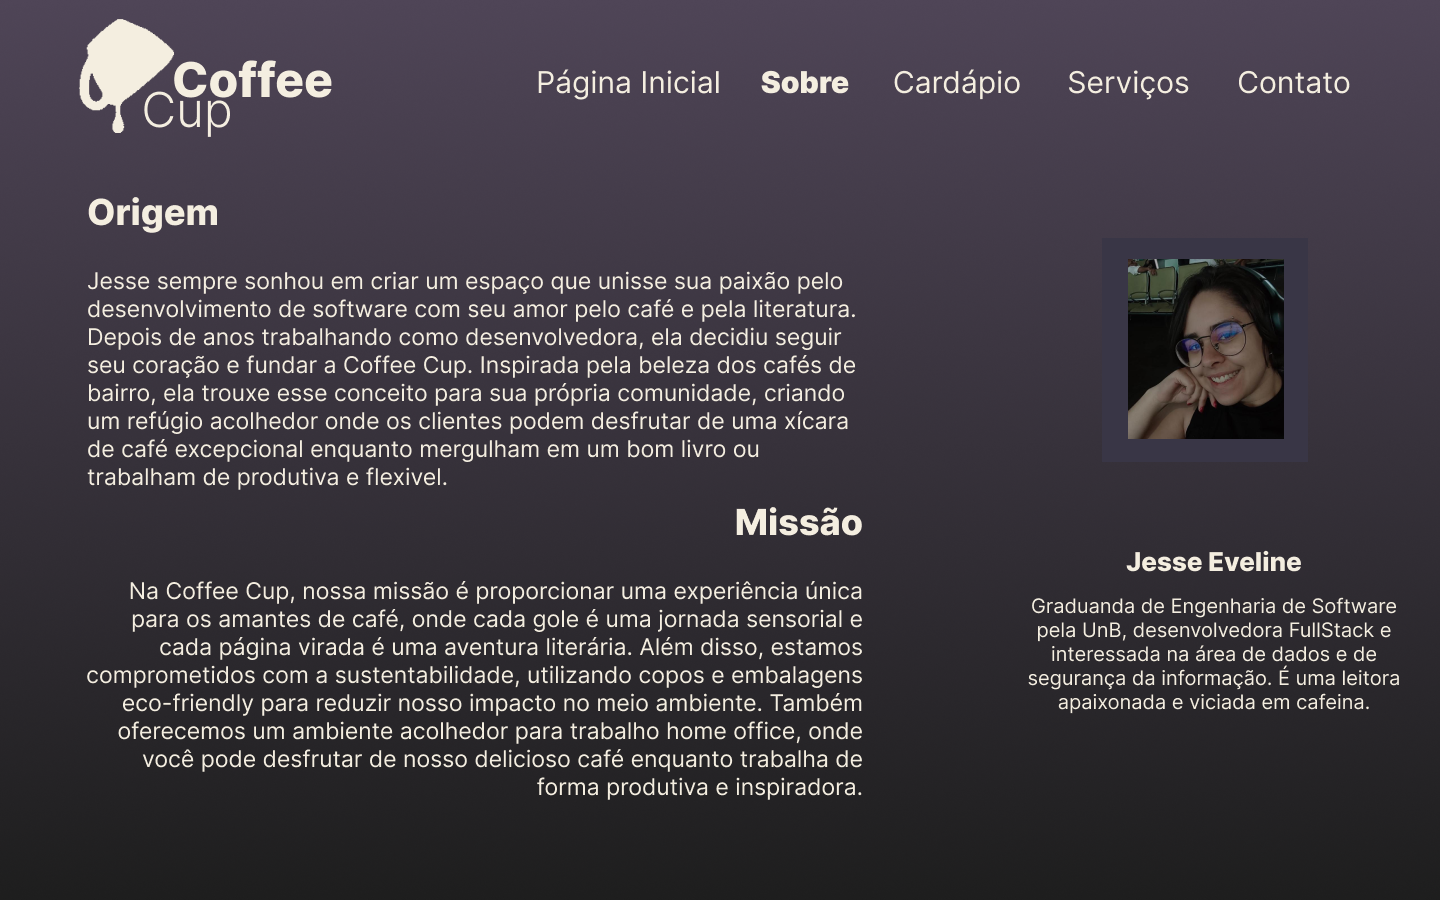 Coffee
Cup
Página Inicial Sobre Cardápio Serviços Contato
Origem
Jesse sempre sonhou em criar um espaço que unisse sua paixão pelo
desenvolvimento de software com seu amor pelo café e pela literatura.
Depois de anos trabalhando como desenvolvedora, ela decidiu seguir
seu coração e fundar a Coffee Cup. Inspirada pela beleza dos cafés de
bairro, ela trouxe esse conceito para sua própria comunidade, criando
um refúgio acolhedor onde os clientes podem desfrutar de uma xícara
de café excepcional enquanto mergulham em um bom livro ou
trabalham de produtiva e flexivel.
Missão
Na Coffee Cup, nossa missão é proporcionar uma experiência única
para os amantes de café, onde cada gole é uma jornada sensorial e
cada página virada é uma aventura literária. Além disso, estamos
comprometidos com a sustentabilidade, utilizando copos e embalagens
eco-friendly para reduzir nosso impacto no meio ambiente. Também
oferecemos um ambiente acolhedor para trabalho home office, onde
você pode desfrutar de nosso delicioso café enquanto trabalha de
forma produtiva e inspiradora.
Jesse Eveline
Graduanda de Engenharia de Software
pela UnB, desenvolvedora FullStack e
interessada na área de dados e de
segurança da informação. É uma leitora
apaixonada e viciada em cafeina.